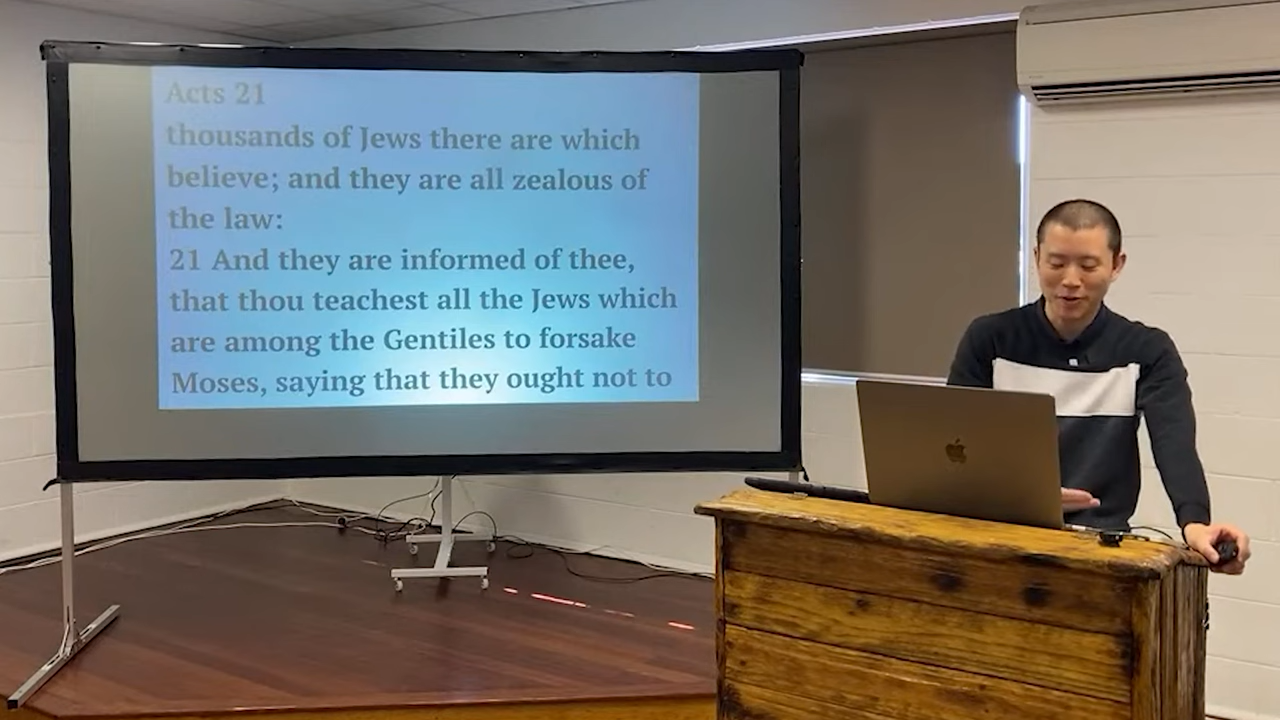 Acts 21
thousands of Jews there are which
believe; and they are all zealous of
the law:
21 And they are informed of thee,
that thou teachest all the Jews which
are among the Gentiles to forsake
Moses, saying that they ought not to